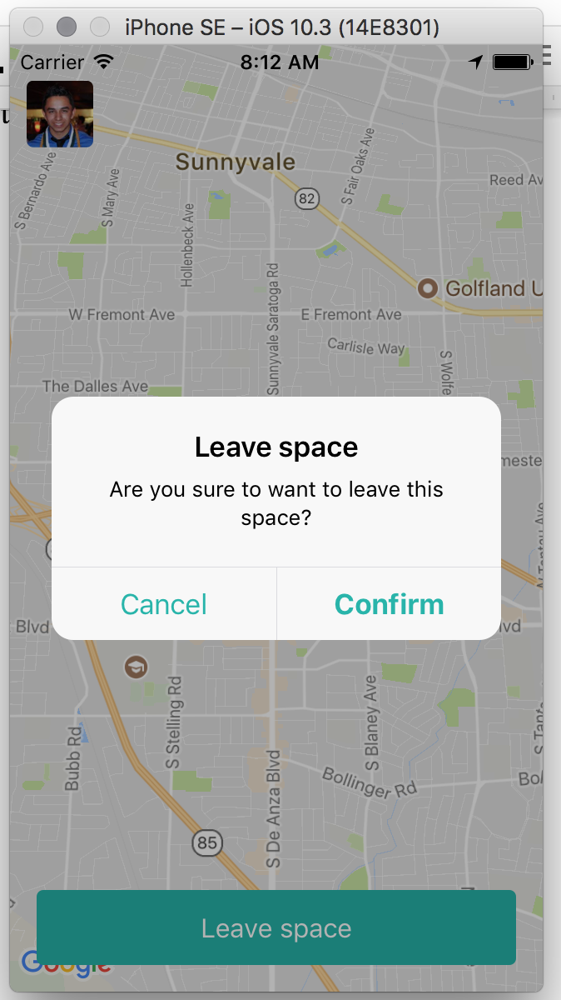 iPhone SE – iOS 10.3 (14E8301)
Carrier
8:12 AM
Sunnyvale
82
S Fair Oaks Ave
Reed Av
S Bernardo Ave
S Mary Ave
Hollenbeck Ave
Golfland U
Sunnyvale Saratoga Rd
W Fremont Ave
E Fremont Ave
Carlisle Way
S Wolfe
The Dalles Ave
Leave space
meste
Are you sure to want to leave this
space?
Cancel
Confirm
Blvd
lvd
S Stelling Rd
S Blaney Ave
Bubb Rd
S De Anza Blvd
Bollinger Rd
Bol
85
Leave space
Google